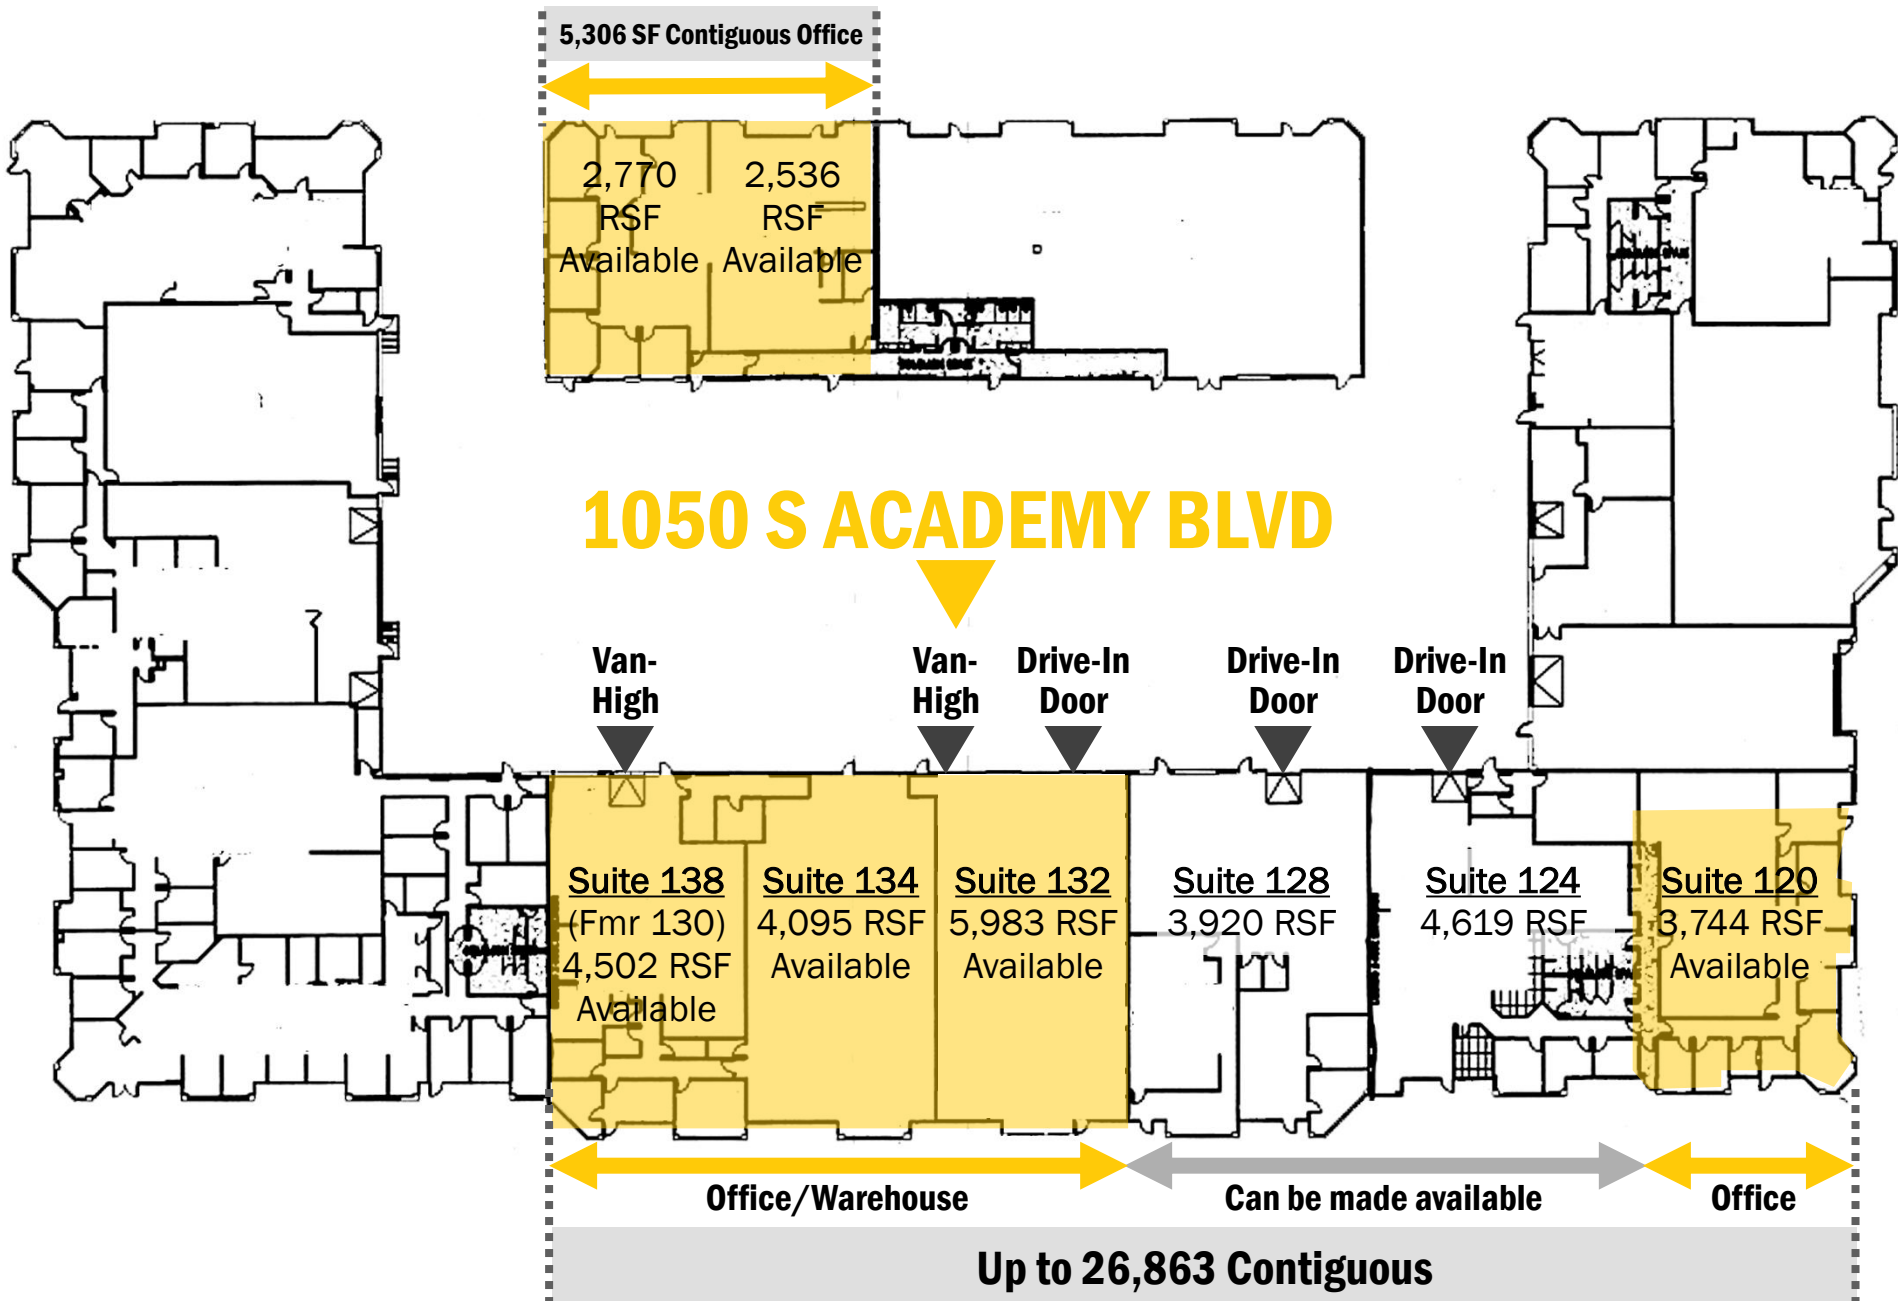 5,306 SF Contiguous Office
2,770
RSF
Available
2,536
RSF
Available
1050 S ACADEMY BLVD
Van-
High
Van-
High
Drive-In
Door
Drive-In
Door
Drive-In
Door
Suite 138
(Fmr 130)
4,502 RSF
Available
Suite 134
4,095 RSF
Available
Suite 132
5,983 RSF
Available
Suite 128
3,920 RSF
Suite 124
4,619 RSF
Suite 120
3,744 RSF
Available
Office/Warehouse
Can be made available
Office
Up to 26,863 Contiguous